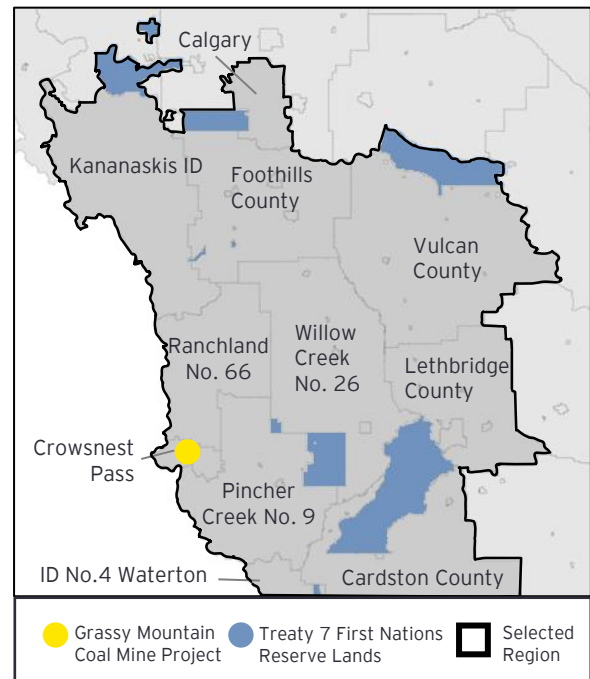 Calgary
Kananaskis ID
Foothills
County
Vulcan
County
Ranchland
No. 66
Willow
Creek
No. 26
Lethbridge
County
Crowsnest
Pass
Pincher
Creek No. 9
ID No.4 Waterton
Cardston County
Grassy Mountain
Coal Mine Project
Treaty 7 First Nations
Reserve Lands
Selected
Region